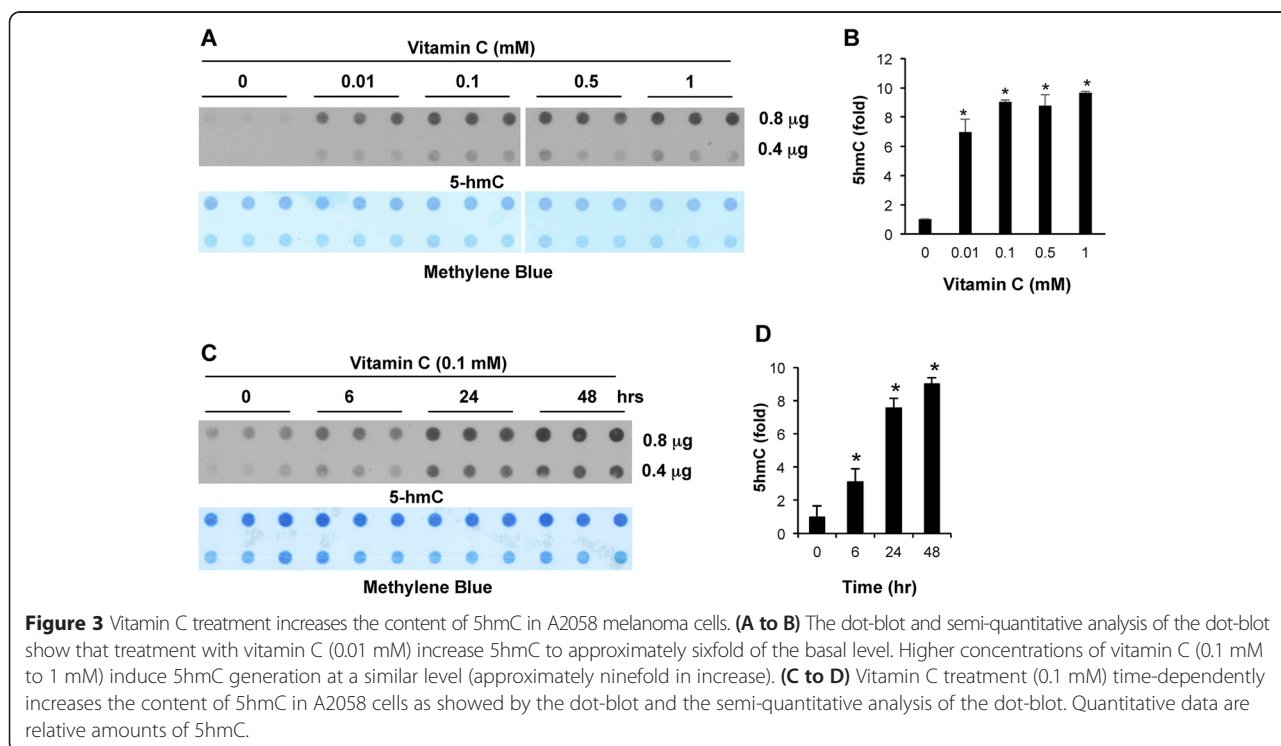 A
Vitamin C (mM)
0 0.01 0.1 0.5 1
0.8 µg
0.4 µg
5-hmC
Methylene Blue
B
5hmC (fold)
12
10
8
6
4
2
0
* * * *
0 0.01 0.1 0.5 1
Vitamin C (mM)
C
Vitamin C (0.1 mM)
0 6 24 48 hrs
0.8 µg
0.4 µg
5-hmC
Methylene Blue
D
5hmC (fold)
10
8
6
4
2
0
* * *
0 6 24 48
Time (hr)
Figure 3 Vitamin C treatment increases the content of 5hmC in A2058 melanoma cells. (A to B) The dot-blot and semi-quantitative analysis of the dot-blot
show that treatment with vitamin C (0.01 mM) increase 5hmC to approximately sixfold of the basal level. Higher concentrations of vitamin C (0.1 mM
to 1 mM) induce 5hmC generation at a similar level (approximately ninefold in increase). (C to D) Vitamin C treatment (0.1 mM) time-dependently
increases the content of 5hmC in A2058 cells as showed by the dot-blot and the semi-quantitative analysis of the dot-blot. Quantitative data are
relative amounts of 5hmC.